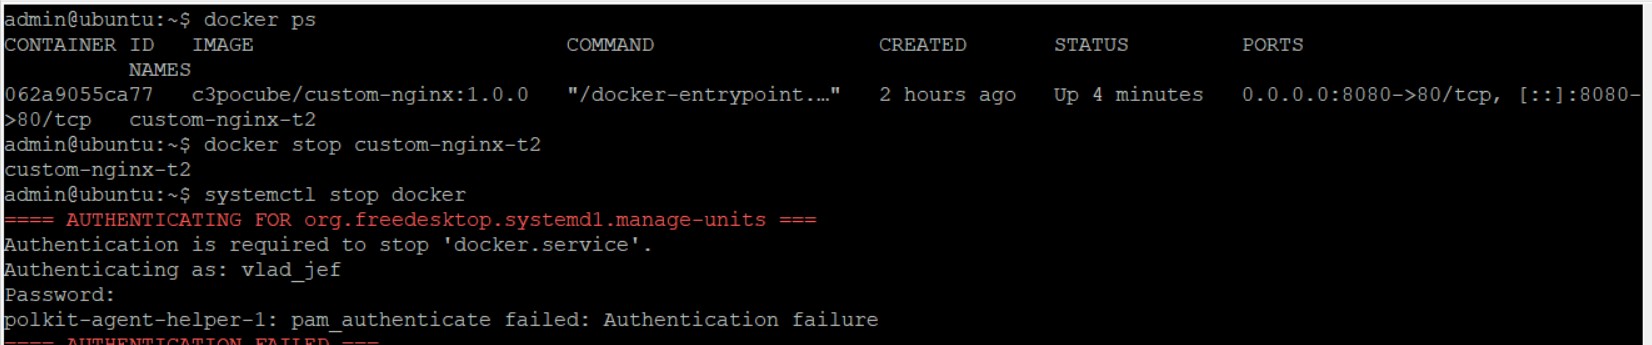 admin@ubuntu:~$ docker ps
CONTAINER ID   IMAGE                         COMMAND                  CREATED       STATUS         PORTS
          NAMES
062a9055ca77   c3pocube/custom-nginx:1.0.0   "/docker-entrypoint.…"   2 hours ago   Up 4 minutes   0.0.0.0:8080->80/tcp, [::]:8080-
>80/tcp   custom-nginx-t2
admin@ubuntu:~$ docker stop custom-nginx-t2
custom-nginx-t2
admin@ubuntu:~$ systemctl stop docker
==== AUTHENTICATING FOR org.freedesktop.systemd1.manage-units ===
Authentication is required to stop 'docker.service'.
Authenticating as: vlad_jef
Password:
polkit-agent-helper-1: pam_authenticate failed: Authentication failure
==== AUTHENTICATION FAILED ===